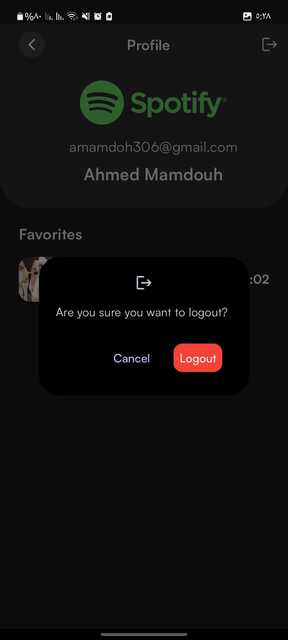 %٨٠
٥:٢٨
Profile
Spotify®
amamdoh306@gmail.com
Ahmed Mamdouh
Favorites
:02
Are you sure you want to logout?
Cancel
Logout